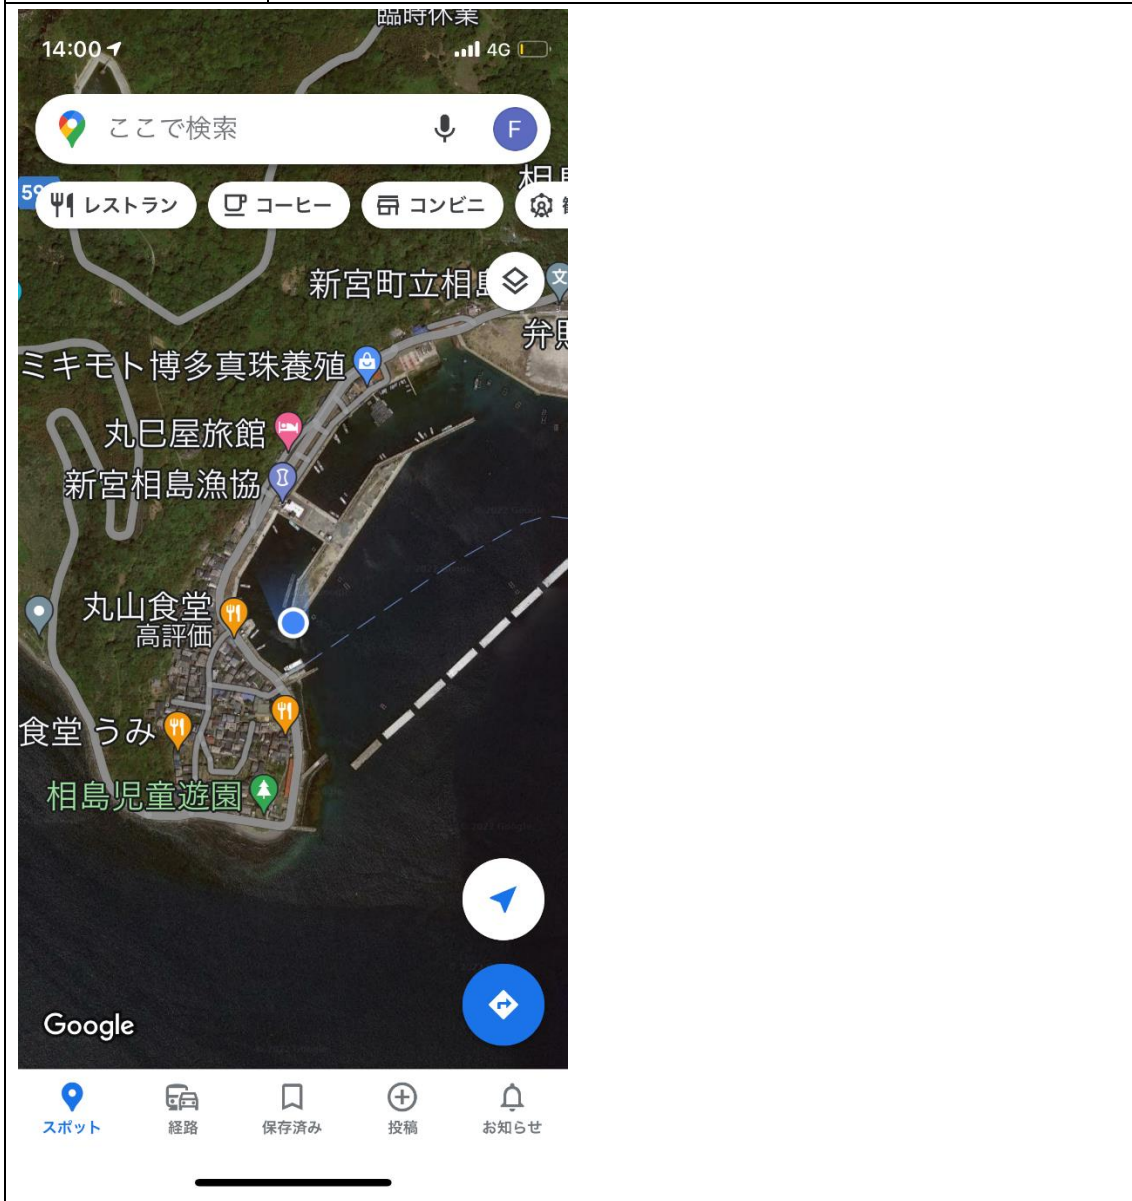 臨時休業
14:00
4G
ここで検索
F
レストラン
コーヒー
コンビニ
新宮町立相島
文
ミキモト博多真珠養殖
丸巳屋旅館
新宮相島漁協
丸山食堂
高評価
食堂 うみ
相島児童遊園
Google
スポット
経路
保存済み
投稿
お知らせ